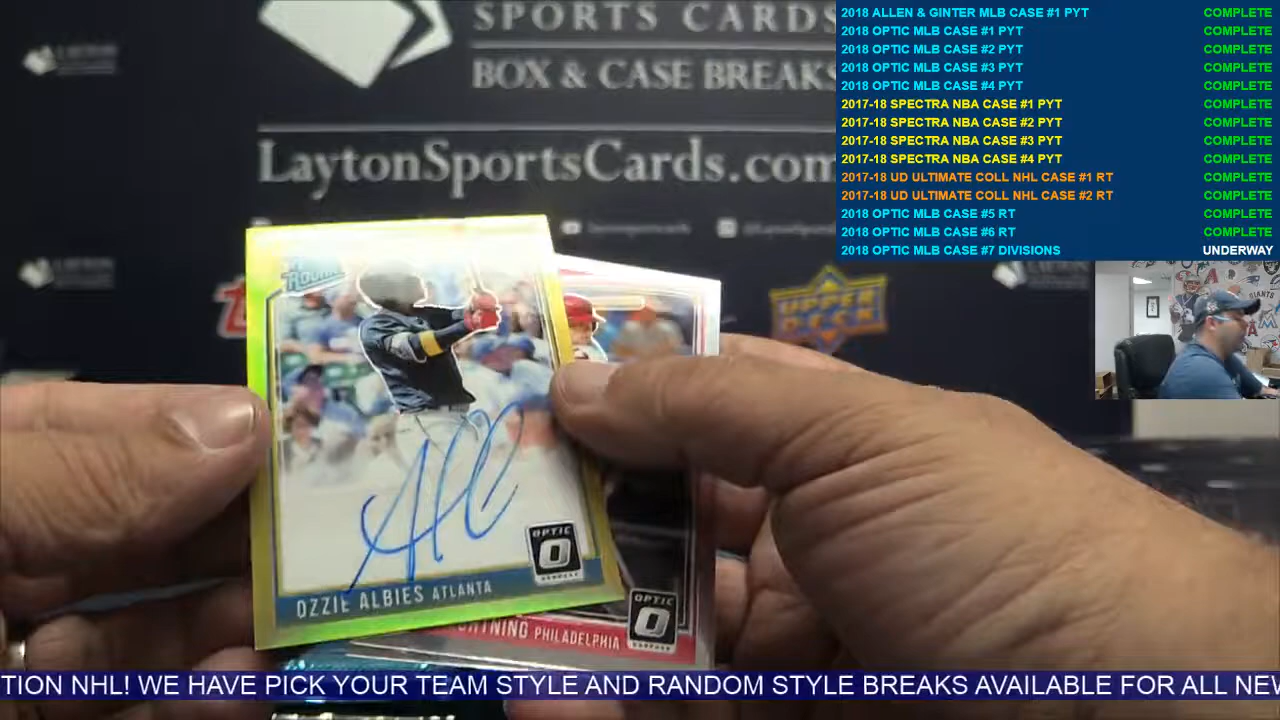 SPORTS CARDS
BOX & CASE BREAKS
LaytonSportsCards.com
LAYTON
LAYTON
UPPER DECK
2018 ALLEN & GINTER MLB CASE #1 PYT COMPLETE
2018 OPTIC MLB CASE #1 PYT COMPLETE
2018 OPTIC MLB CASE #2 PYT COMPLETE
2018 OPTIC MLB CASE #3 PYT COMPLETE
2018 OPTIC MLB CASE #4 PYT COMPLETE
2017-18 SPECTRA NBA CASE #1 PYT COMPLETE
2017-18 SPECTRA NBA CASE #2 PYT COMPLETE
2017-18 SPECTRA NBA CASE #3 PYT COMPLETE
2017-18 SPECTRA NBA CASE #4 PYT COMPLETE
2017-18 UD ULTIMATE COLL NHL CASE #1 RT COMPLETE
2017-18 UD ULTIMATE COLL NHL CASE #2 RT COMPLETE
2018 OPTIC MLB CASE #5 RT COMPLETE
2018 OPTIC MLB CASE #6 RT COMPLETE
2018 OPTIC MLB CASE #7 DIVISIONS UNDERWAY
OPTIC
OZZIE ALBIES ATLANTA
OPTIC
PHILADELPHIA
TION NHL! WE HAVE PICK YOUR TEAM STYLE AND RANDOM STYLE BREAKS AVAILABLE FOR ALL NEW